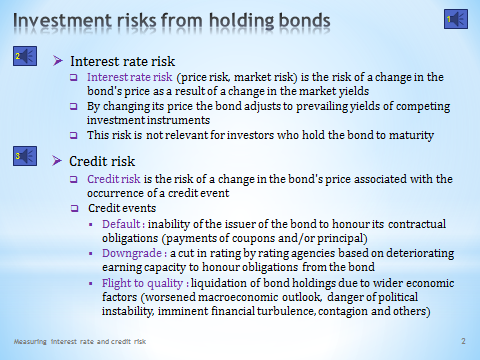 Investment risks from holding bonds
1
2
Interest rate risk
Interest rate risk (price risk, market risk) is the risk of a change in the
bond's price as a result of a change in the market yields
By changing its price the bond adjusts to prevailing yields of competing
investment instruments
This risk is not relevant for investors who hold the bond to maturity
3
Credit risk
Credit risk is the risk of a change in the bond's price associated with the
occurrence of a credit event
Credit events
Default : inability of the issuer of the bond to honour its contractual
obligations (payments of coupons and/or principal)
Downgrade : a cut in rating by rating agencies based on deteriorating
earning capacity to honour obligations from the bond
Flight to quality : liquidation of bond holdings due to wider economic
factors (worsened macroeconomic outlook, danger of political
instability, imminent financial turbulence, contagion and others)
Measuring interest rate and credit risk
2